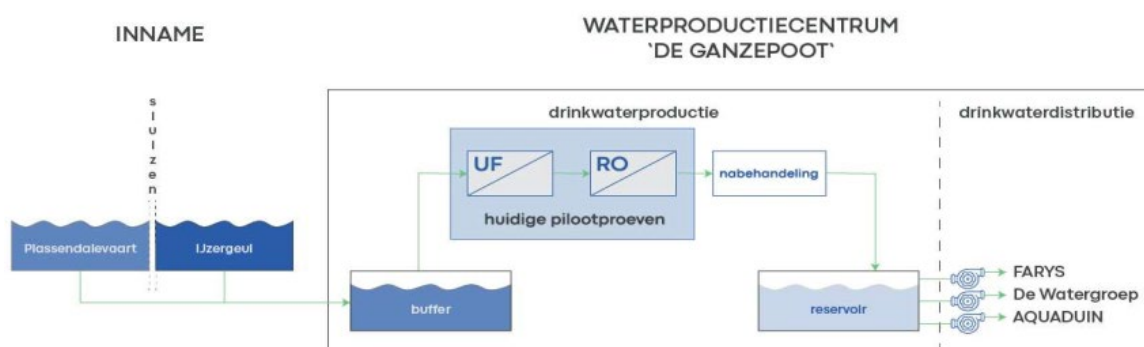 INNAME
WATERPRODUCTIECENTRUM
‘DE GANZEPOOT‘
sluizen
drinkwaterproductie
drinkwaterdistributie
UF
RO
nabehandeling
huidige pilootproeven
Plassendalevaart
IJzergeul
buffer
reservoir
FARYS
De Watergroep
AQUADUIN